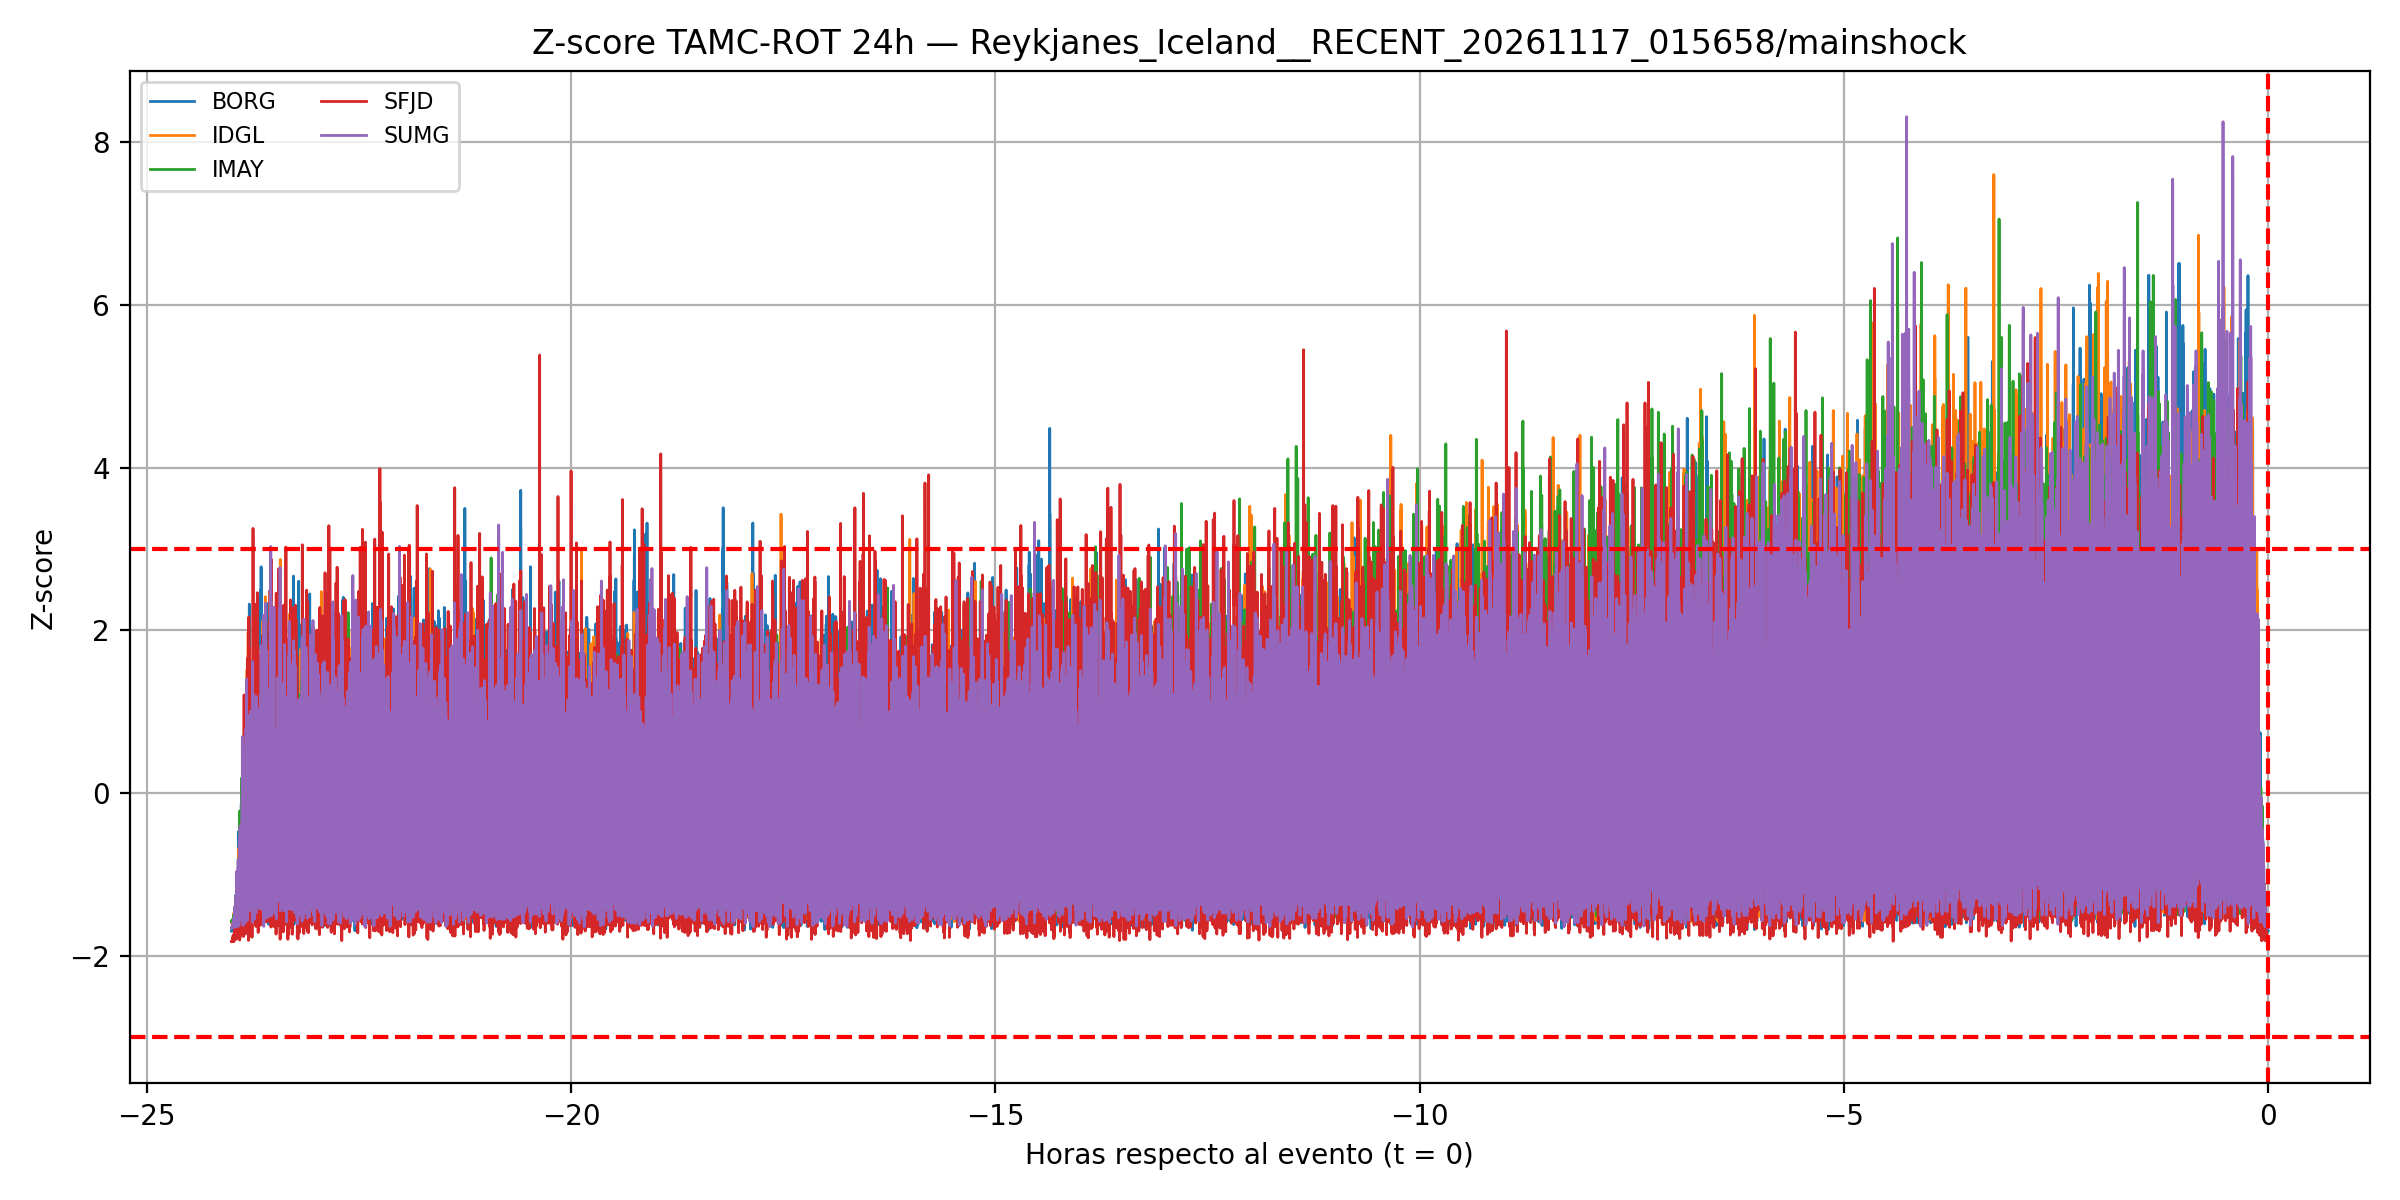 Z-score TAMC-ROT 24h — Reykjanes_Iceland__RECENT_20261117_015658/mainshock
BORG
IDGL
IMAY
SFJD
SUMG
8
6
4
2
0
−2
Z-score
−25
−20
−15
−10
−5
0
Horas respecto al evento (t = 0)